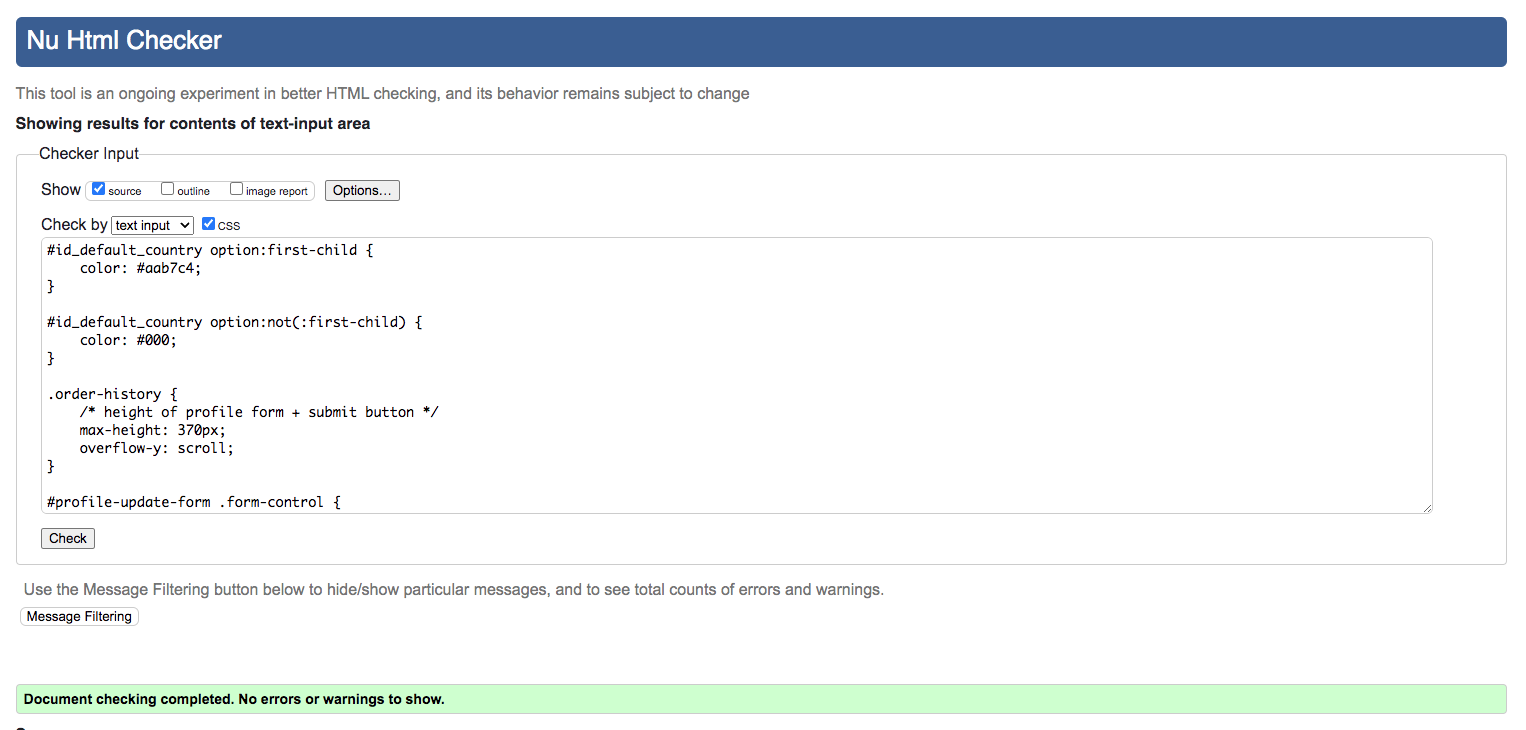 Nu Html Checker
This tool is an ongoing experiment in better HTML checking, and its behavior remains subject to change
Showing results for contents of text-input area
Checker Input
Show source outline image report Options...
Check by text input CSS
#id_default_country option:first-child {
    color: #aab7c4;
}
#id_default_country option:not(:first-child) {
    color: #000;
}
.order-history {
    /* height of profile form + submit button */
    max-height: 370px;
    overflow-y: scroll;
}
#profile-update-form .form-control {
Check
Use the Message Filtering button below to hide/show particular messages, and to see total counts of errors and warnings.
Message Filtering
Document checking completed. No errors or warnings to show.